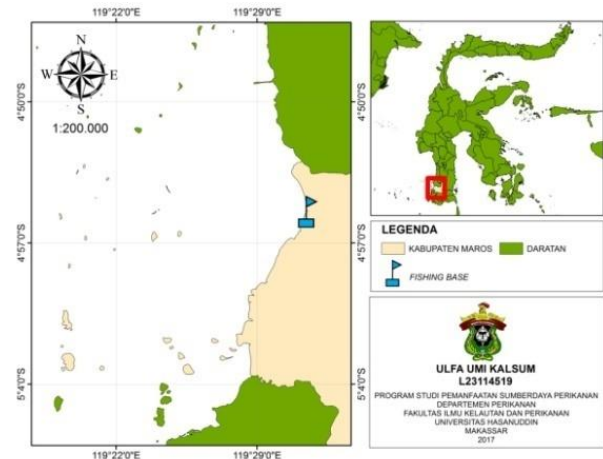 119°22'0"E 119°29'0"E
N
W E
S
1:200.000
4°50'0"S
4°57'0"S
5°4'0"S
4°50'0"S
4°57'0"S
5°4'0"S
119°22'0"E 119°29'0"E
LEGENDA
KABUPATEN MAROS DARATAN
FISHING BASE
ULFA UMI KALSUM
L23114519
PROGRAM STUDI PEMANFAATAN SUMBERDAYA PERIKANAN
DEPARTEMEN PERIKANAN
FAKULTAS ILMU KELAUTAN DAN PERIKANAN
UNIVERSITAS HASANUDDIN
MAKASSAR
2017